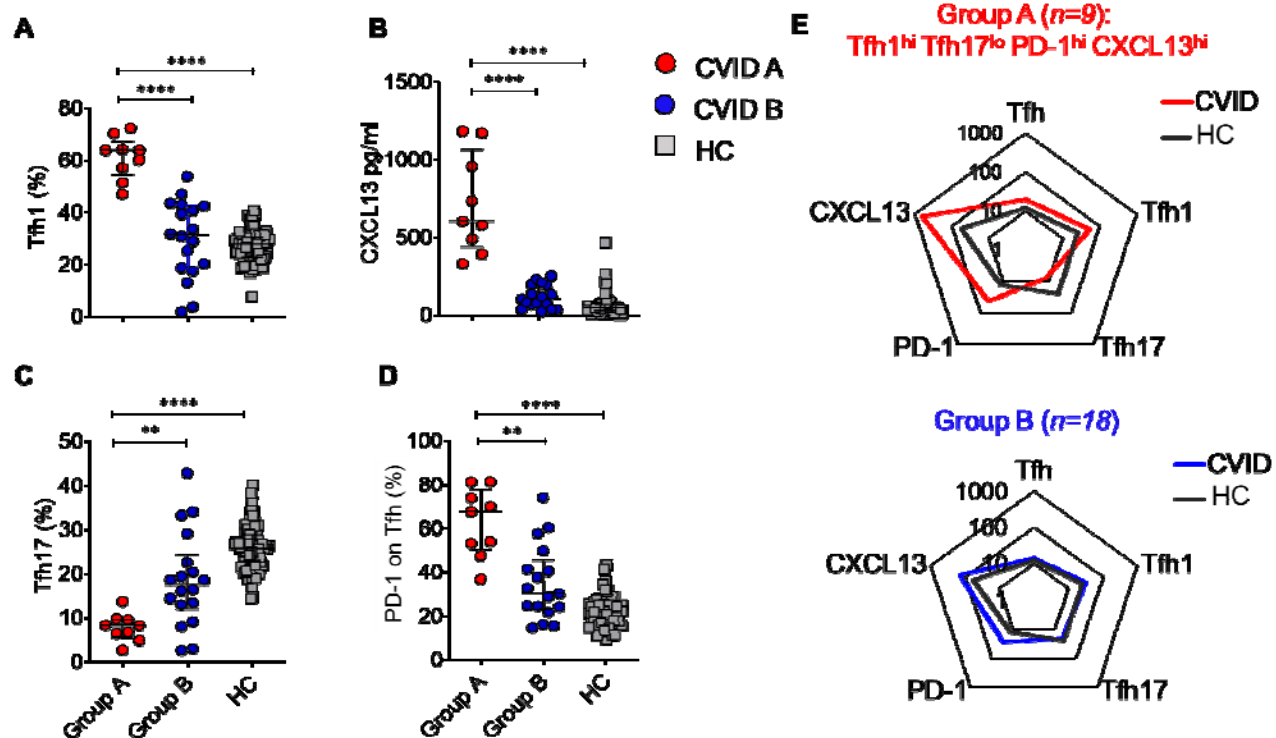 A
****
****
Tfh1 (%)
80
60
40
20
0
B
****
****
CXCL13 pg/ml
1500
1000
500
0
CVID A
CVID B
HC
C
****
**
Tfh17 (%)
50
40
30
20
10
0
Group A
Group B
HC
D
****
**
PD-1 on Tfh (%)
100
80
60
40
20
0
Group A
Group B
HC
E
Group A (n=9):
Tfh1hi Tfh17lo PD-1hi CXCL13hi
CVID
HC
Tfh
1000
100
10
1
Tfh1
Tfh17
PD-1
CXCL13
Group B (n=18)
CVID
HC
Tfh
1000
100
10
1
Tfh1
Tfh17
PD-1
CXCL13